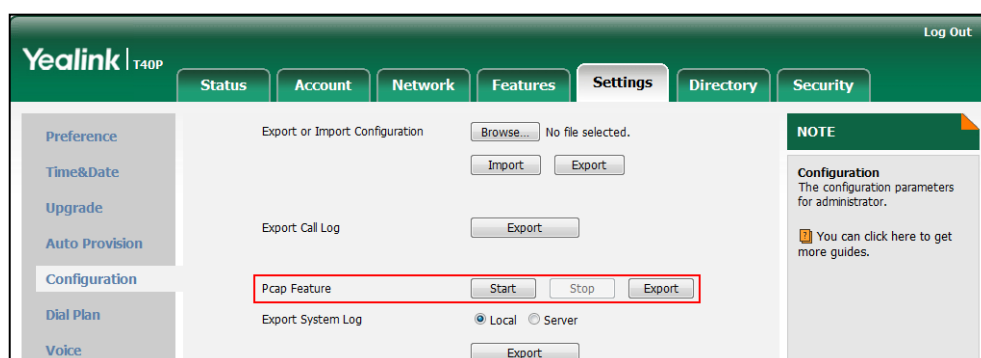 Log Out
Yealink T40P
Status Account Network Features Settings Directory Security
Preference
Time&Date
Upgrade
Auto Provision
Configuration
Dial Plan
Voice
Export or Import Configuration Browse... No file selected.
Import Export
Export Call Log Export
Pcap Feature Start Stop Export
Export System Log Local Server
Export
NOTE
Configuration
The configuration parameters
for administrator.
You can click here to get
more guides.